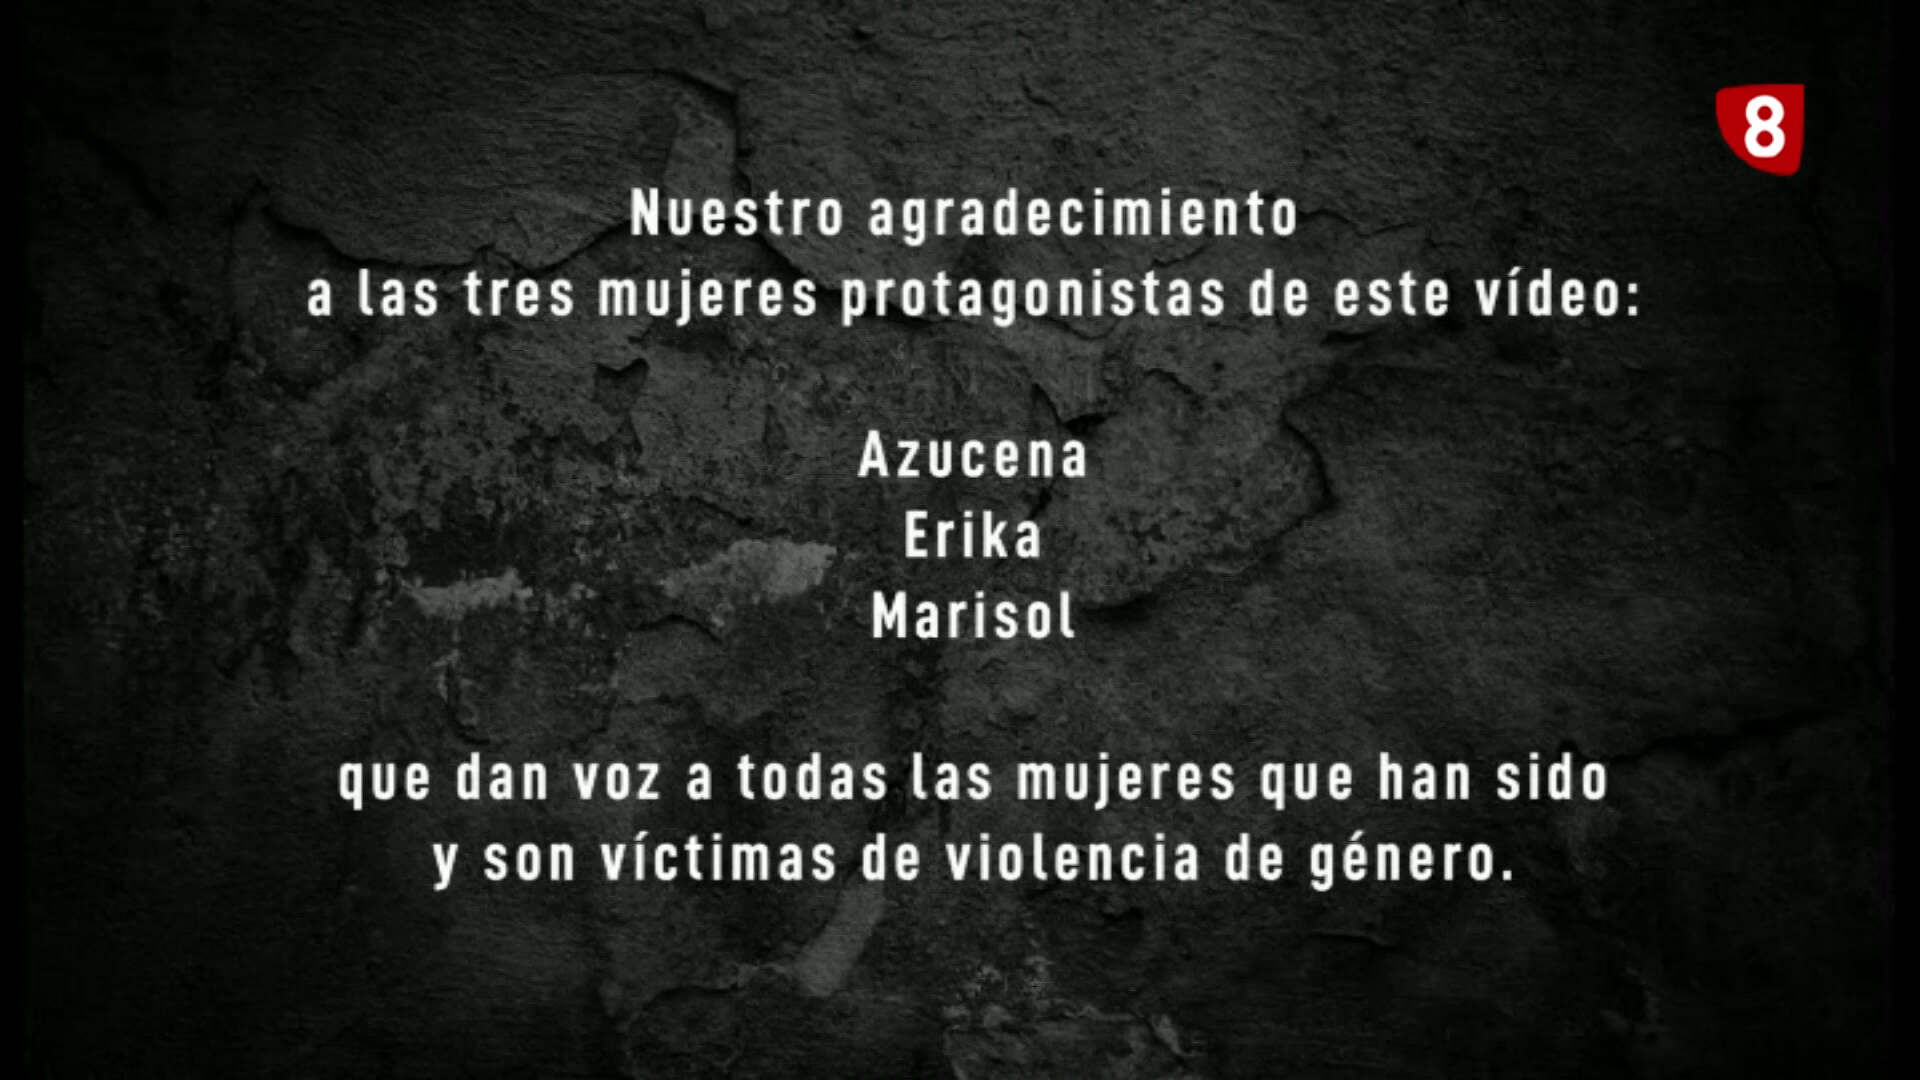 8
Nuestro agradecimiento
a las tres mujeres protagonistas de este vídeo:
Azucena
Erika
Marisol
que dan voz a todas las mujeres que han sido
y son víctimas de violencia de género.